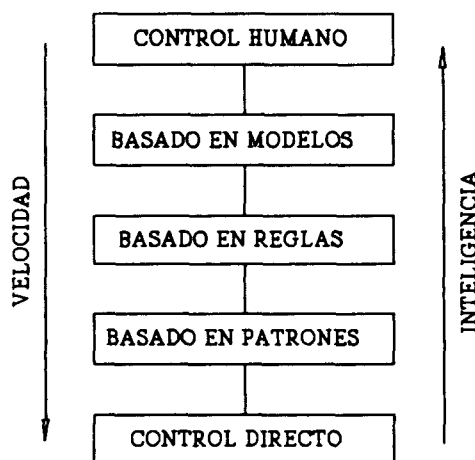 CONTROL HUMANO
BASADO EN MODELOS
BASADO EN REGLAS
BASADO EN PATRONES
CONTROL DIRECTO
VELOCIDAD
INTELIGENCIA